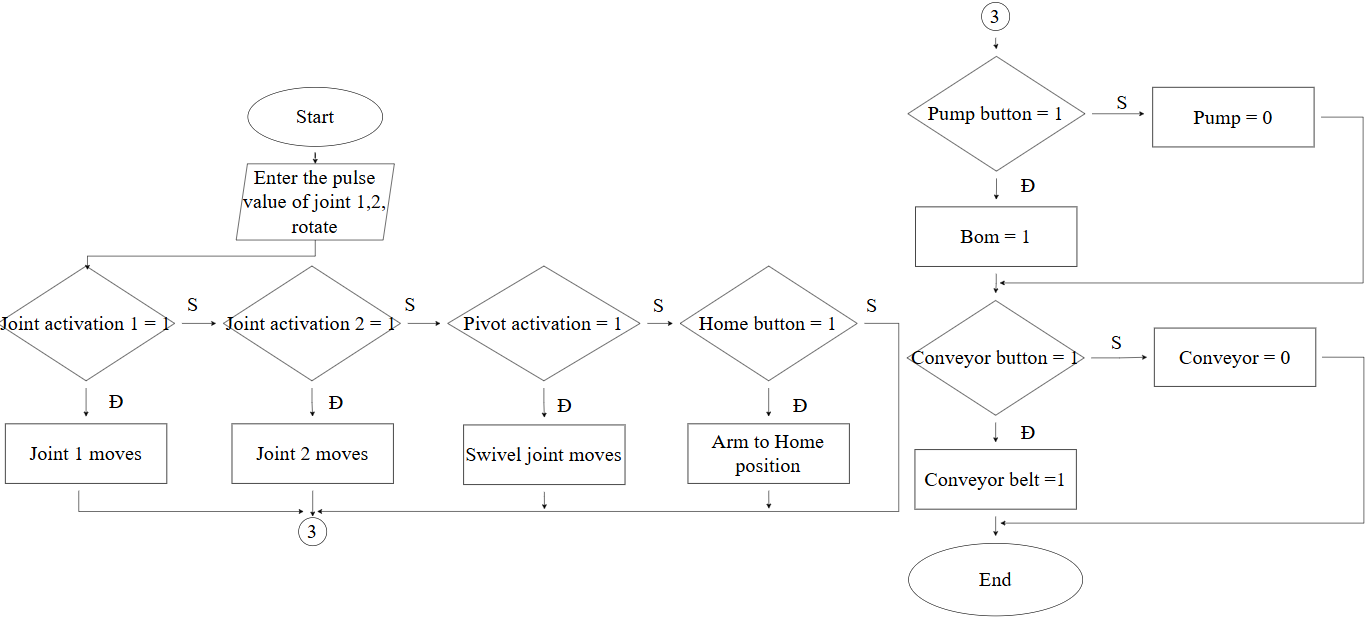 Start
Enter the pulse
value of joint 1,2,
rotate
Joint activation 1 = 1
S
Joint activation 2 = 1
S
Pivot activation = 1
S
Home button = 1
S
Đ
Đ
Đ
Đ
Joint 1 moves
Joint 2 moves
Swivel joint moves
Arm to Home
position
3
3
Pump button = 1
S
Pump = 0
Đ
Bom = 1
Conveyor button = 1
S
Conveyor = 0
Đ
Conveyor belt =1
End